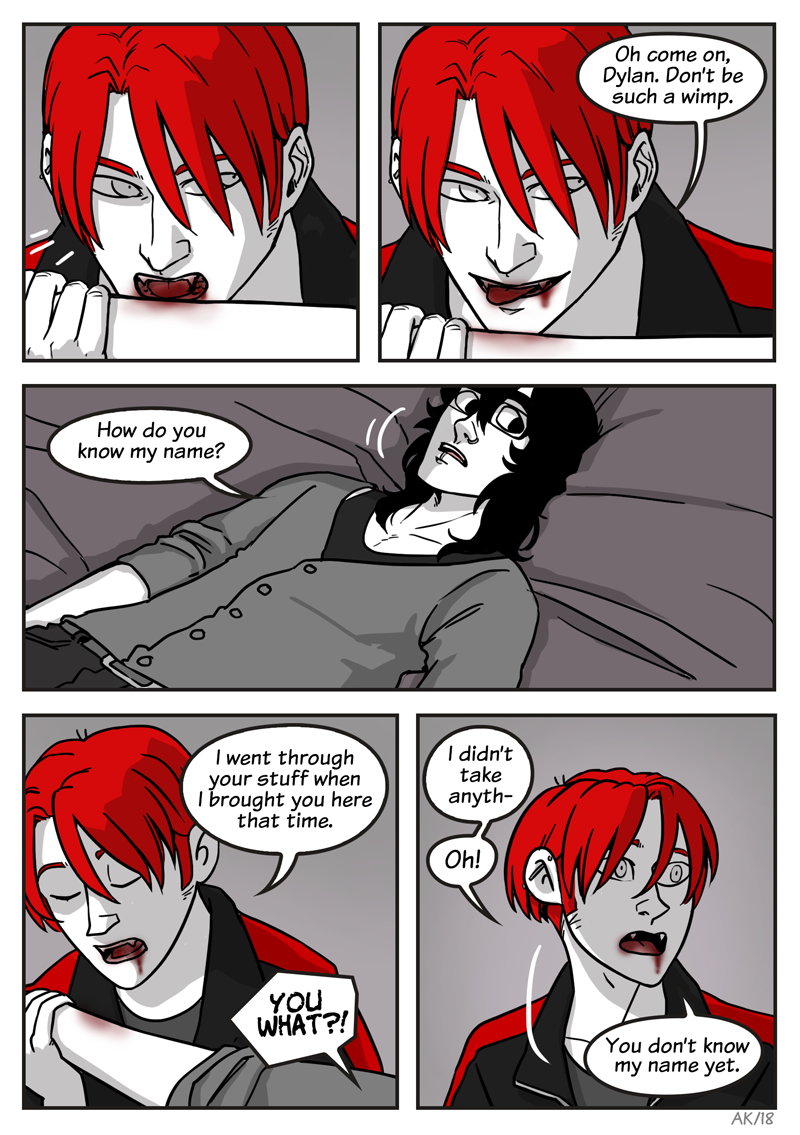 Oh come on,
Dylan. Don't be
such a wimp.
How do you
know my name?
I went through
your stuff when
I brought you here
that time.
YOU
WHAT?!
I didn't
take
anyth-
Oh!
You don't know
my name yet.
AK/18